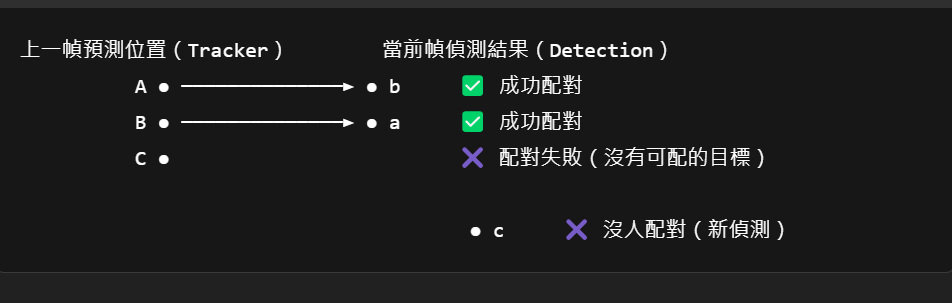 上一幀預測位置 ( Tracker )　　　當前幀偵測結果 ( Detection )
A ● ────────────────► ● b　　　✅ 成功配對
B ● ────────────────► ● a　　　✅ 成功配對
C ●　　　　　　　　　　　　　❌ 配對失敗 ( 沒有可配的目標 )
● c　　　❌ 沒人配對 ( 新偵測 )